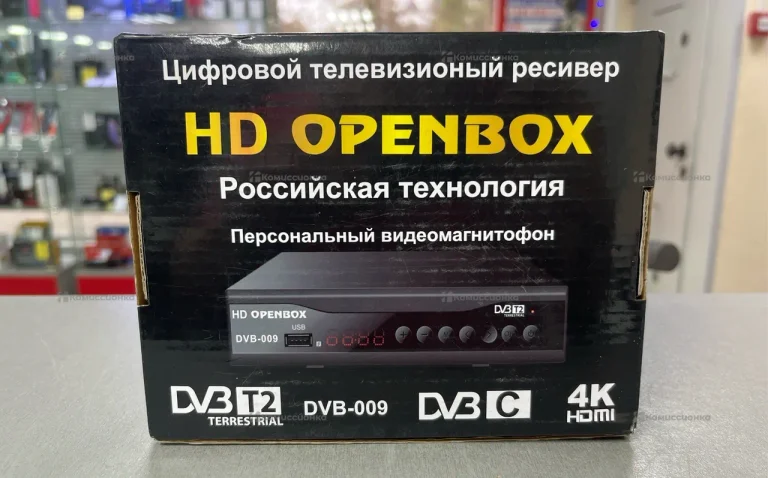 Цифровой телевизионный ресивер
HD OPENBOX
Российская технология
Персональный видеомагнитофон
HD OPENBOX
DVB T2
TERRESTRIAL
USB
DVB-009
DVB T2
TERRESTRIAL
DVB-009
DVB C
4K
HDMI
Комиссионка